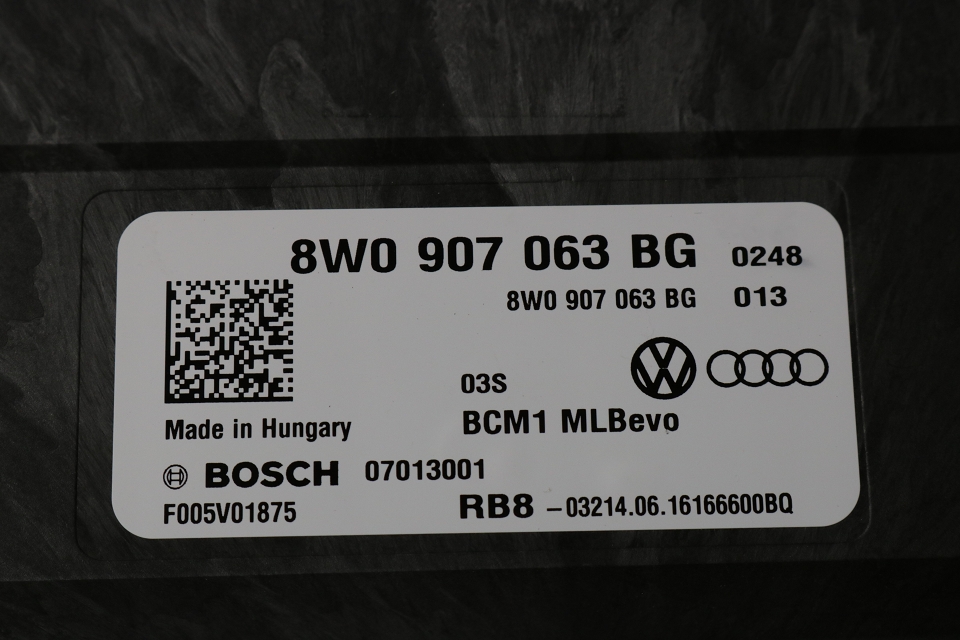 8W0 907 063 BG 0248
8W0 907 063 BG 013
03S
BCM1 MLBevo
Made in Hungary
BOSCH 07013001
F005V01875
RB8 –03214.06.16166600BQ